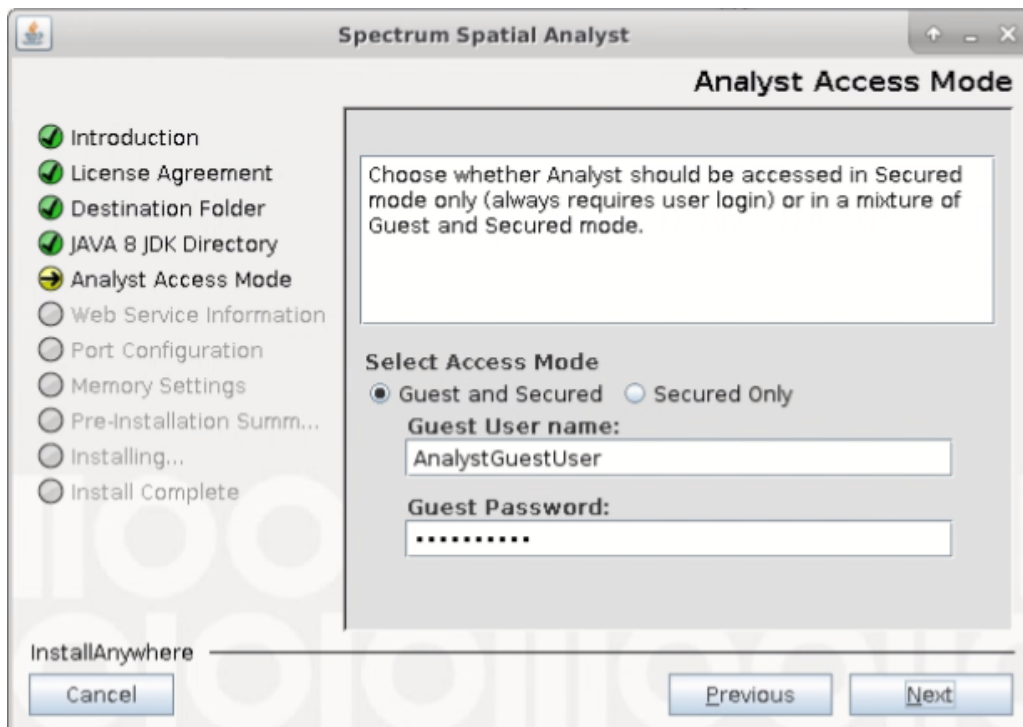 Spectrum Spatial Analyst
Analyst Access Mode
Introduction
License Agreement
Destination Folder
JAVA 8 JDK Directory
Analyst Access Mode
Web Service Information
Port Configuration
Memory Settings
Pre-Installation Summ...
Installing...
Install Complete
Choose whether Analyst should be accessed in Secured
mode only (always requires user login) or in a mixture of
Guest and Secured mode.
Select Access Mode
Guest and Secured Secured Only
Guest User name:
AnalystGuestUser
Guest Password:
••••••••••
InstallAnywhere
Cancel Previous Next